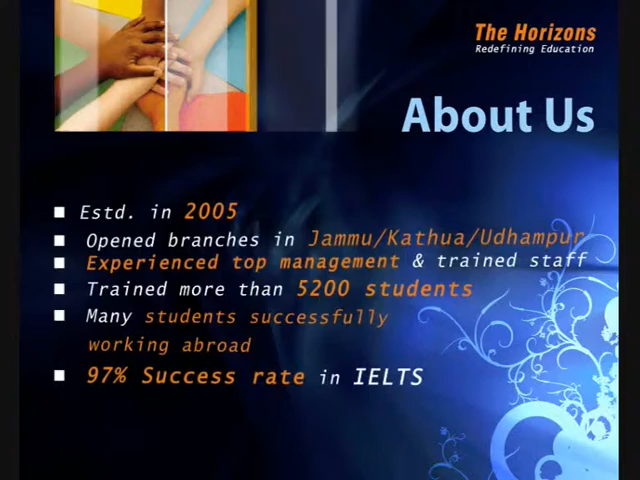 The Horizons
Redefining Education
About Us
Estd. in 2005
Opened branches in Jammu/Kathua/Udhampur
Experienced top management & trained staff
Trained more than 5200 students
Many students successfully
working abroad
97% Success rate in IELTS